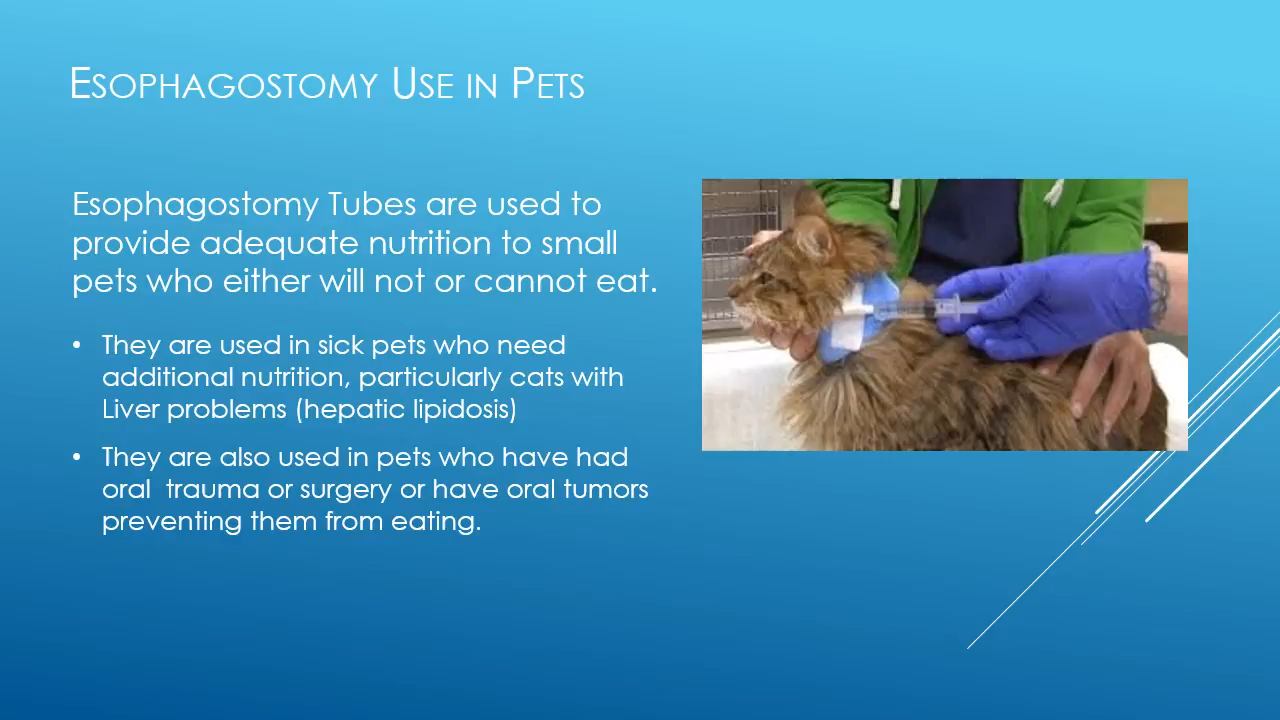 Esophagostomy Use in Pets
Esophagostomy Tubes are used to
provide adequate nutrition to small
pets who either will not or cannot eat.
• They are used in sick pets who need
additional nutrition, particularly cats with
Liver problems (hepatic lipidosis)
• They are also used in pets who have had
oral  trauma or surgery or have oral tumors
preventing them from eating.